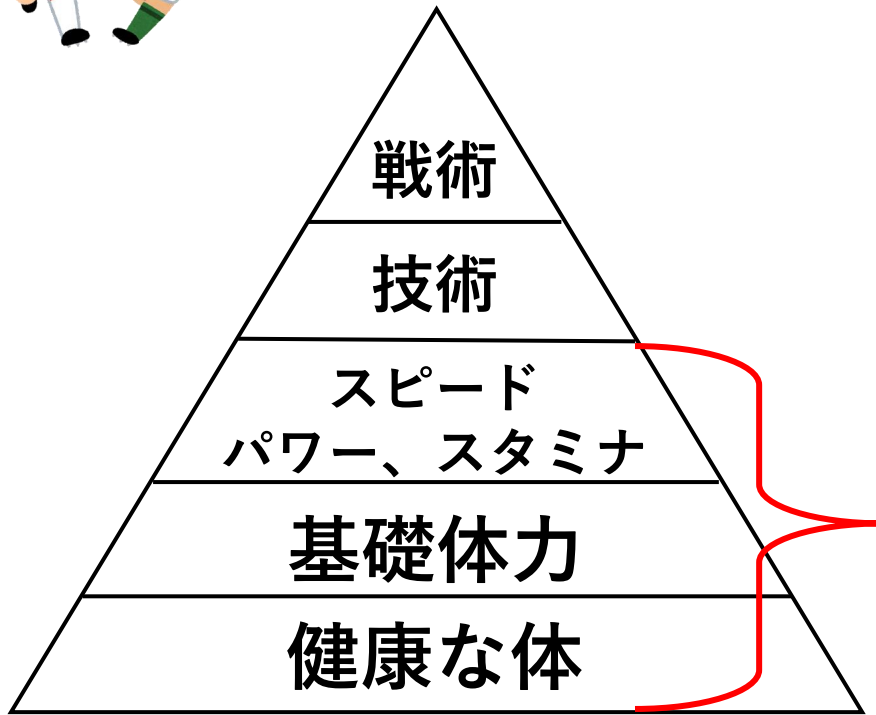 戦術
技術
スピード
パワー、スタミナ
基礎体力
健康な体